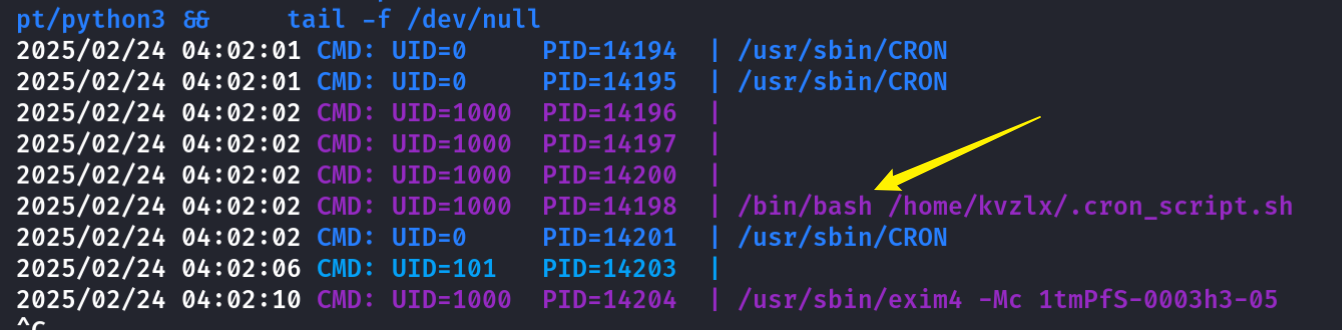 pt/python3 &&     tail -f /dev/null
2025/02/24 04:02:01 CMD: UID=0     PID=14194  | /usr/sbin/CRON
2025/02/24 04:02:01 CMD: UID=0     PID=14195  | /usr/sbin/CRON
2025/02/24 04:02:02 CMD: UID=1000  PID=14196  |
2025/02/24 04:02:02 CMD: UID=1000  PID=14197  |
2025/02/24 04:02:02 CMD: UID=1000  PID=14200  |
2025/02/24 04:02:02 CMD: UID=1000  PID=14198  | /bin/bash /home/kvzlx/.cron_script.sh
2025/02/24 04:02:02 CMD: UID=0     PID=14201  | /usr/sbin/CRON
2025/02/24 04:02:06 CMD: UID=101   PID=14203  |
2025/02/24 04:02:10 CMD: UID=1000  PID=14204  | /usr/sbin/exim4 -Mc 1tmPfS-0003h3-05